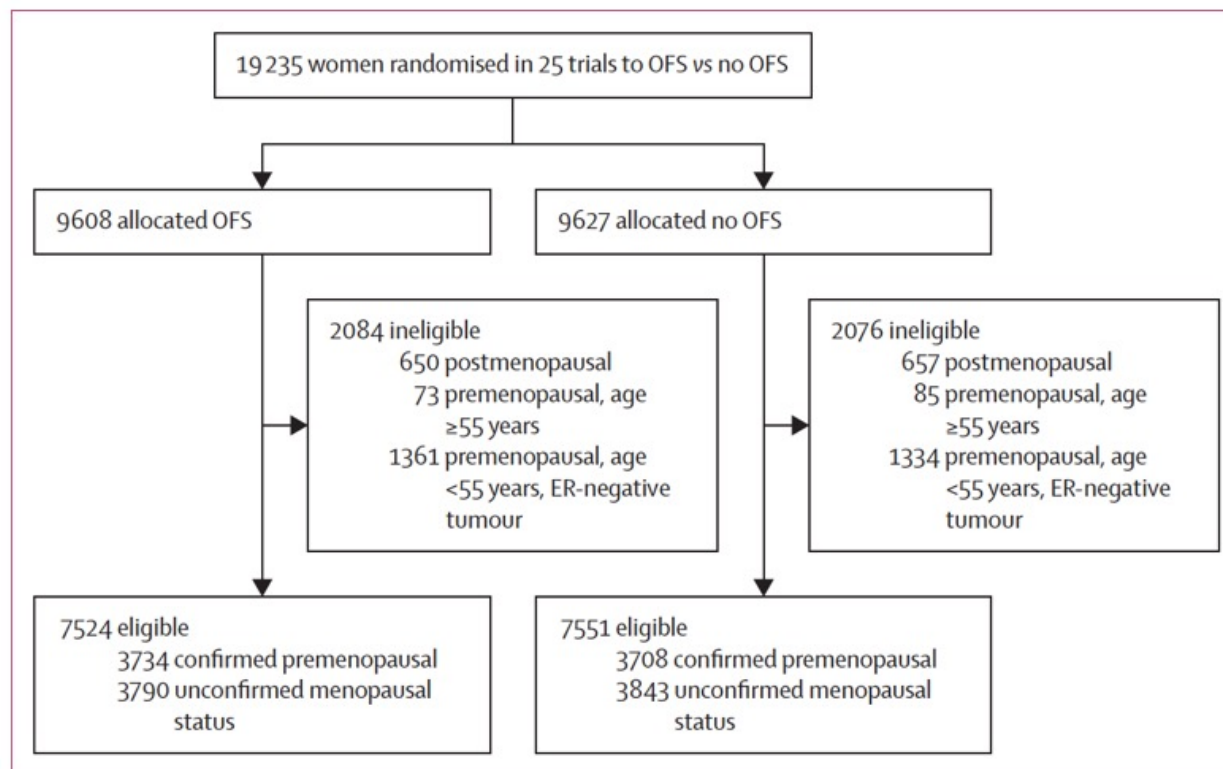 19 235 women randomised in 25 trials to OFS vs no OFS
9608 allocated OFS
9627 allocated no OFS
2084 ineligible
650 postmenopausal
73 premenopausal, age
≥55 years
1361 premenopausal, age
<55 years, ER-negative
tumour
2076 ineligible
657 postmenopausal
85 premenopausal, age
≥55 years
1334 premenopausal, age
<55 years, ER-negative
tumour
7524 eligible
3734 confirmed premenopausal
3790 unconfirmed menopausal
status
7551 eligible
3708 confirmed premenopausal
3843 unconfirmed menopausal
status